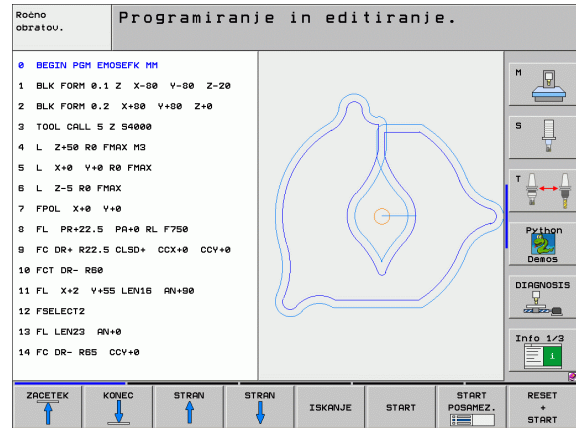 Ročno
obratov.
Programiranje in editiranje.
0 BEGIN PGM EMOSEFK MM
1 BLK FORM 0.1 Z X-80 Y-80 Z-20
2 BLK FORM 0.2 X+80 Y+80 Z+0
3 TOOL CALL 5 Z S4000
4 L Z+50 R0 FMAX M3
5 L X+0 Y+0 R0 FMAX
6 L Z-5 R0 FMAX
7 FPOL X+0 Y+0
8 FL PR+22.5 PA+0 RL F750
9 FC DR+ R22.5 CLSD+ CCX+0 CCY+0
10 FCT DR- R60
11 FL X+2 Y+55 LEN16 AN+90
12 FSELECT2
13 FL LEN23 AN+0
14 FC DR- R65 CCY+0
M
S
T
Python
Demos
DIAGNOSIS
Info 1/3
i
ZACETEK
KONEC
STRAN
STRAN
ISKANJE
START
START
POSAMEZ.
RESET
+
START